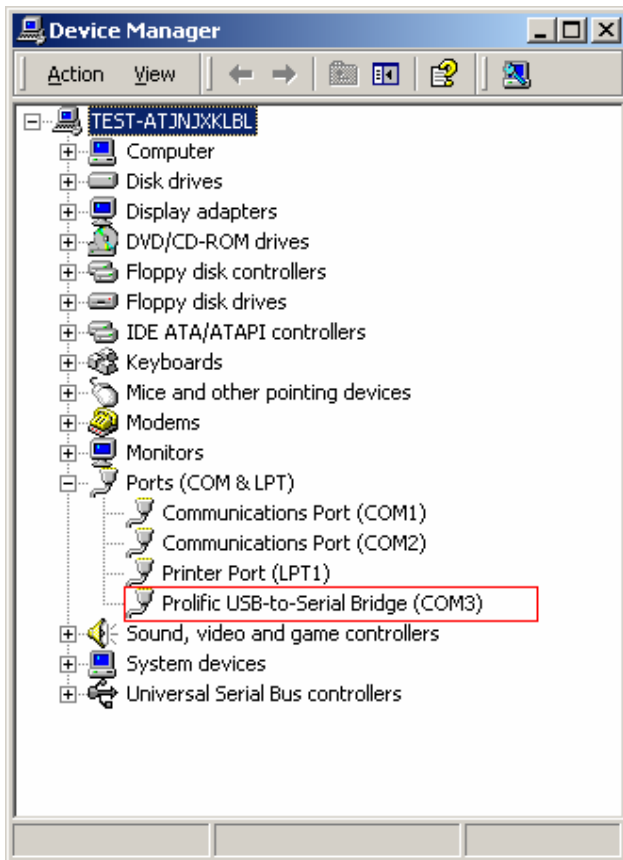 Device Manager
Action View
TEST-ATJNJXKLBL
Computer
Disk drives
Display adapters
DVD/CD-ROM drives
Floppy disk controllers
Floppy disk drives
IDE ATA/ATAPI controllers
Keyboards
Mice and other pointing devices
Modems
Monitors
Ports (COM & LPT)
Communications Port (COM1)
Communications Port (COM2)
Printer Port (LPT1)
Prolific USB-to-Serial Bridge (COM3)
Sound, video and game controllers
System devices
Universal Serial Bus controllers